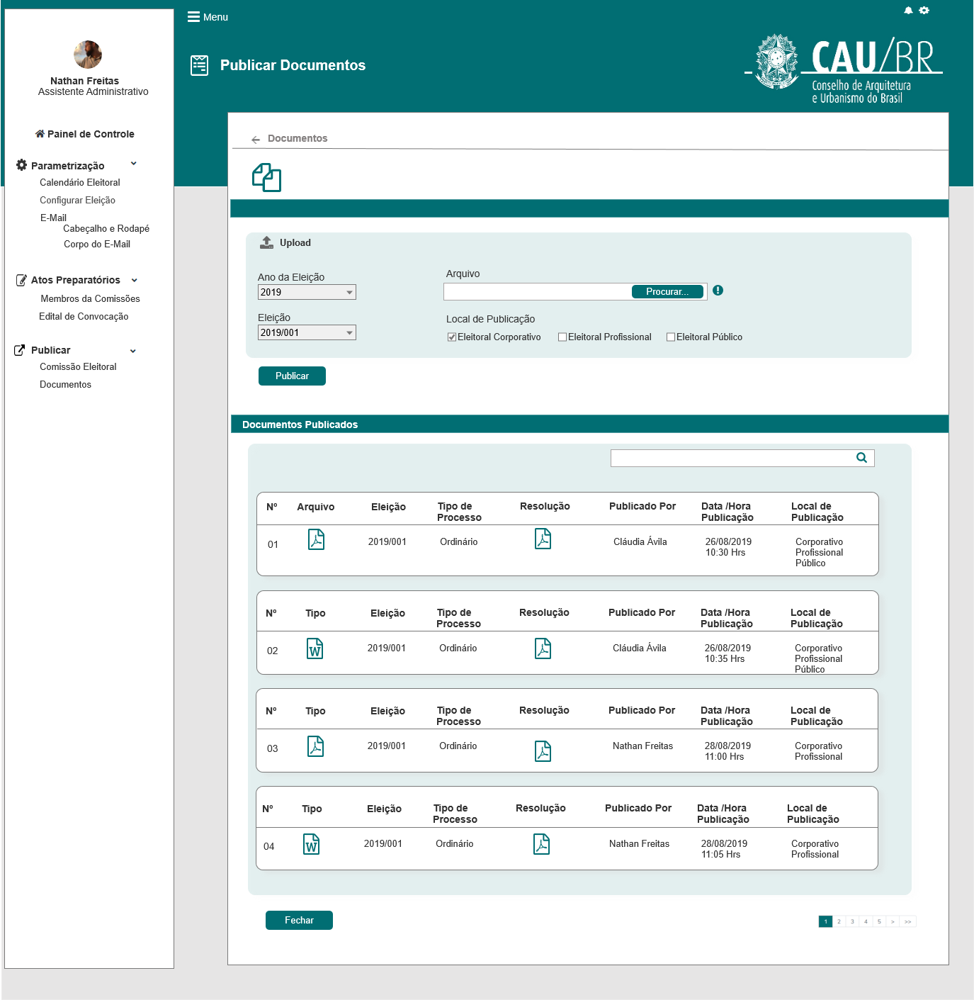 Menu
Publicar Documentos
CAU/BR
Conselho de Arquitetura
e Urbanismo do Brasil
Nathan Freitas
Assistente Administrativo
Painel de Controle
Parametrização
Calendário Eleitoral
Configurar Eleição
E-Mail
Cabeçalho e Rodapé
Corpo do E-Mail
Atos Preparatórios
Membros da Comissões
Edital de Convocação
Publicar
Comissão Eleitoral
Documentos
← Documentos
Upload
Ano da Eleição
2019
Eleição
2019/001
Arquivo
Procurar...
Local de Publicação
Eleitoral Corporativo Eleitoral Profissional Eleitoral Público
Publicar
Documentos Publicados
Nº Arquivo Eleição Tipo de Processo Resolução Publicado Por Data /Hora Publicação Local de Publicação
01 2019/001 Ordinário Cláudia Ávila 26/08/2019 10:30 Hrs Corporativo Profissional Público
Nº Tipo Eleição Tipo de Processo Resolução Publicado Por Data /Hora Publicação Local de Publicação
02 W 2019/001 Ordinário Cláudia Ávila 26/08/2019 10:35 Hrs Corporativo Profissional Público
Nº Tipo Eleição Tipo de Processo Resolução Publicado Por Data /Hora Publicação Local de Publicação
03 2019/001 Ordinário Nathan Freitas 28/08/2019 11:00 Hrs Corporativo Profissional
Nº Tipo Eleição Tipo de Processo Resolução Publicado Por Data /Hora Publicação Local de Publicação
04 W 2019/001 Ordinário Nathan Freitas 28/08/2019 11:05 Hrs Corporativo Profissional
Fechar
1 2 3 4 5 > >>